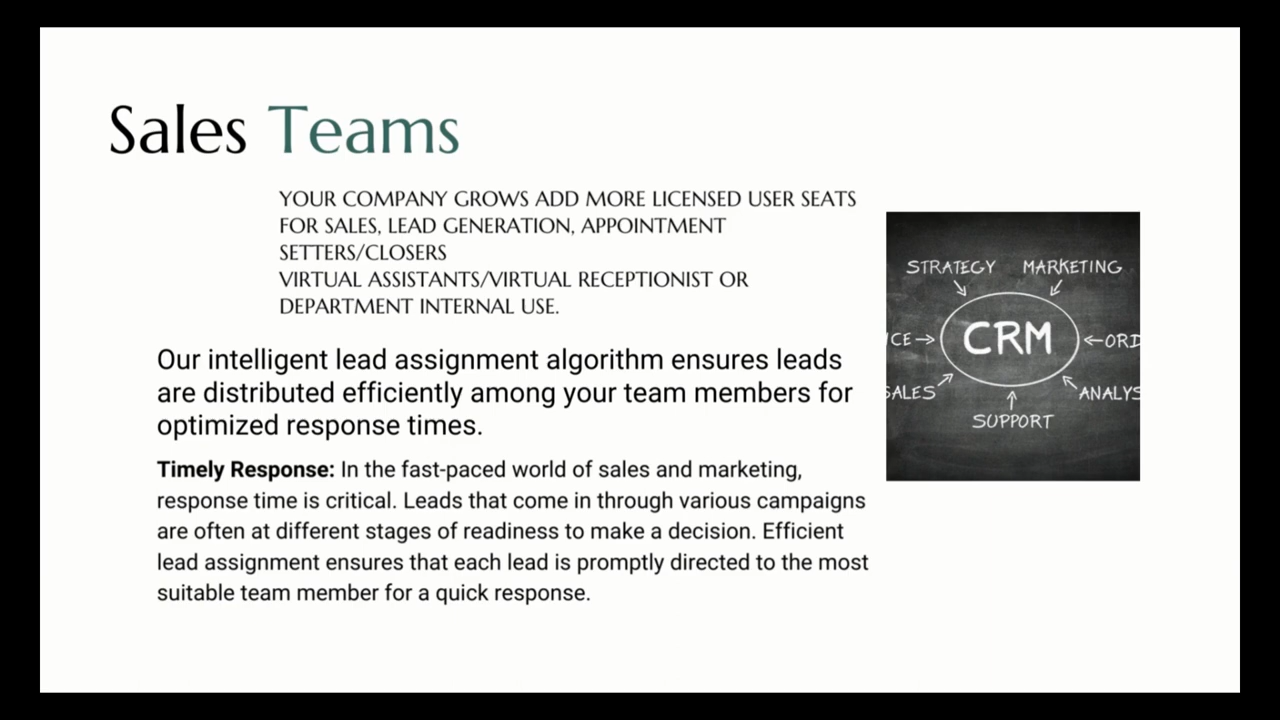 Sales Teams
YOUR COMPANY GROWS ADD MORE LICENSED USER SEATS
FOR SALES, LEAD GENERATION, APPOINTMENT
SETTERS/CLOSERS
VIRTUAL ASSISTANTS/VIRTUAL RECEPTIONIST OR
DEPARTMENT INTERNAL USE.
Our intelligent lead assignment algorithm ensures leads
are distributed efficiently among your team members for
optimized response times.
Timely Response: In the fast-paced world of sales and marketing,
response time is critical. Leads that come in through various campaigns
are often at different stages of readiness to make a decision. Efficient
lead assignment ensures that each lead is promptly directed to the most
suitable team member for a quick response.
STRATEGY MARKETING
ICE CRM ORD
SALES ANALYS
SUPPORT